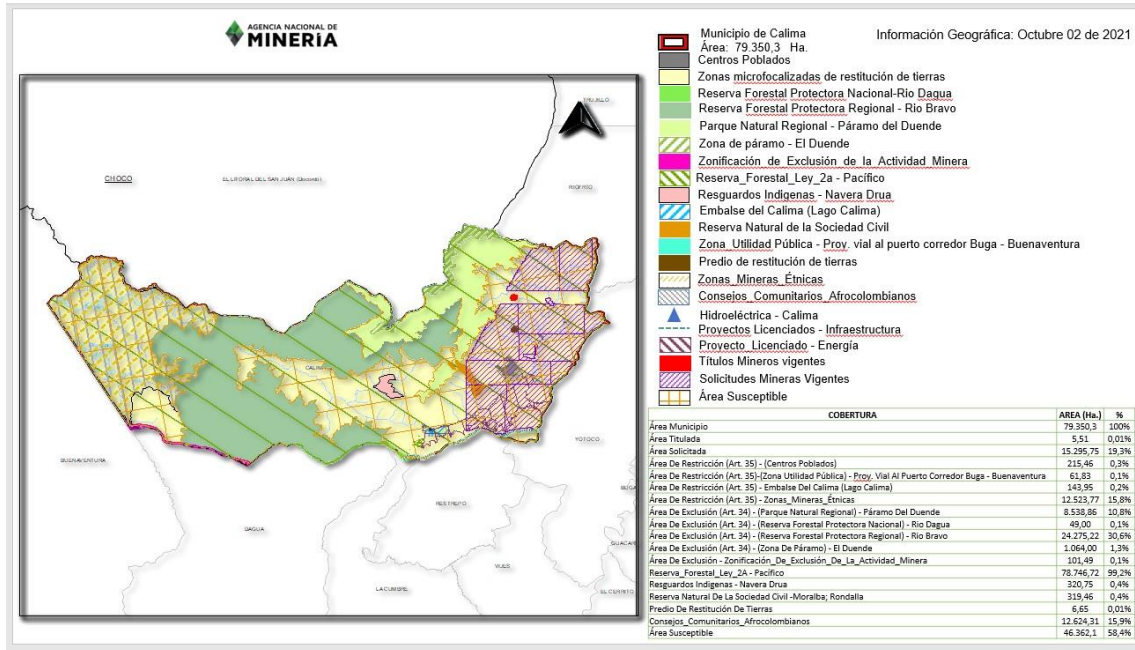 AGENCIA NACIONAL DE
MINERÍA
Información Geográfica: Octubre 02 de 2021
Municipio de Calima
Área: 79.350,3 Ha.
Centros Poblados
Zonas microfocalizadas de restitución de tierras
Reserva Forestal Protectora Nacional-Rio Dagua
Reserva Forestal Protectora Regional - Rio Bravo
Parque Natural Regional - Páramo del Duende
Zona de páramo - El Duende
Zonificación_de_Exclusión_de_la_Actividad_Minera
Reserva_Forestal_Ley_2a - Pacífico
Resguardos Indigenas - Navera Drua
Embalse del Calima (Lago Calima)
Reserva Natural de la Sociedad Civil
Zona_Utilidad Pública - Proy. vial al puerto corredor Buga - Buenaventura
Predio de restitución de tierras
Zonas_Mineras_Étnicas
Consejos_Comunitarios_Afrocolombianos
Hidroeléctrica - Calima
Proyectos Licenciados - Infraestructura
Proyecto_Licenciado - Energía
Títulos Mineros vigentes
Solicitudes Mineras Vigentes
Área Susceptible
TRUJILLO
CHOCO
EL LITORAL DEL SAN JUÁN (Docordó)
RIOFRÍO
CALIMA
YOTOCO
BUENAVENTURA
RESTREPO
DAGUA
VIJES
LA CUMBRE
EL CERRITO
COBERTURA AREA (Ha.) %
Área Municipio 79.350,3 100%
Área Titulada 5,51 0,01%
Área Solicitada 15.295,75 19,3%
Área De Restricción (Art. 35) - (Centros Poblados) 215,46 0,3%
Área De Restricción (Art. 35)-(Zona Utilidad Pública) - Proy. Vial Al Puerto Corredor Buga - Buenaventura 61,83 0,1%
Área De Restricción (Art. 35) - Embalse Del Calima (Lago Calima) 143,95 0,2%
Área De Restricción (Art. 35) - Zonas_Mineras_Étnicas 12.523,77 15,8%
Área De Exclusión (Art. 34) - (Parque Natural Regional) - Páramo Del Duende 8.538,86 10,8%
Área De Exclusión (Art. 34) - (Reserva Forestal Protectora Nacional) - Rio Dagua 49,00 0,1%
Área De Exclusión (Art. 34) - (Reserva Forestal Protectora Regional) - Rio Bravo 24.275,22 30,6%
Área De Exclusión (Art. 34) - (Zona De Páramo) - El Duende 1.064,00 1,3%
Área De Exclusión - Zonificación_De_Exclusión_De_La_Actividad_Minera 101,49 0,1%
Reserva_Forestal_Ley_2A - Pacífico 78.746,72 99,2%
Resguardos Indigenas - Navera Drua 320,75 0,4%
Reserva Natural De La Sociedad Civil -Moralba; Rondalla 319,46 0,4%
Predio De Restitución De Tierras 6,65 0,01%
Consejos_Comunitarios_Afrocolombianos 12.624,31 15,9%
Área Susceptible 46.362,1 58,4%